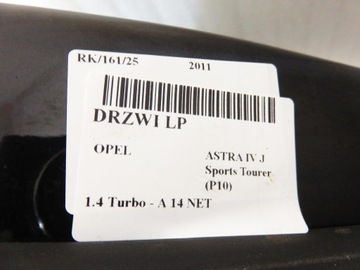 RK/161/25 2011
DRZWI LP
OPEL ASTRA IV J
Sports Tourer
(P10)
1.4 Turbo - A 14 NET